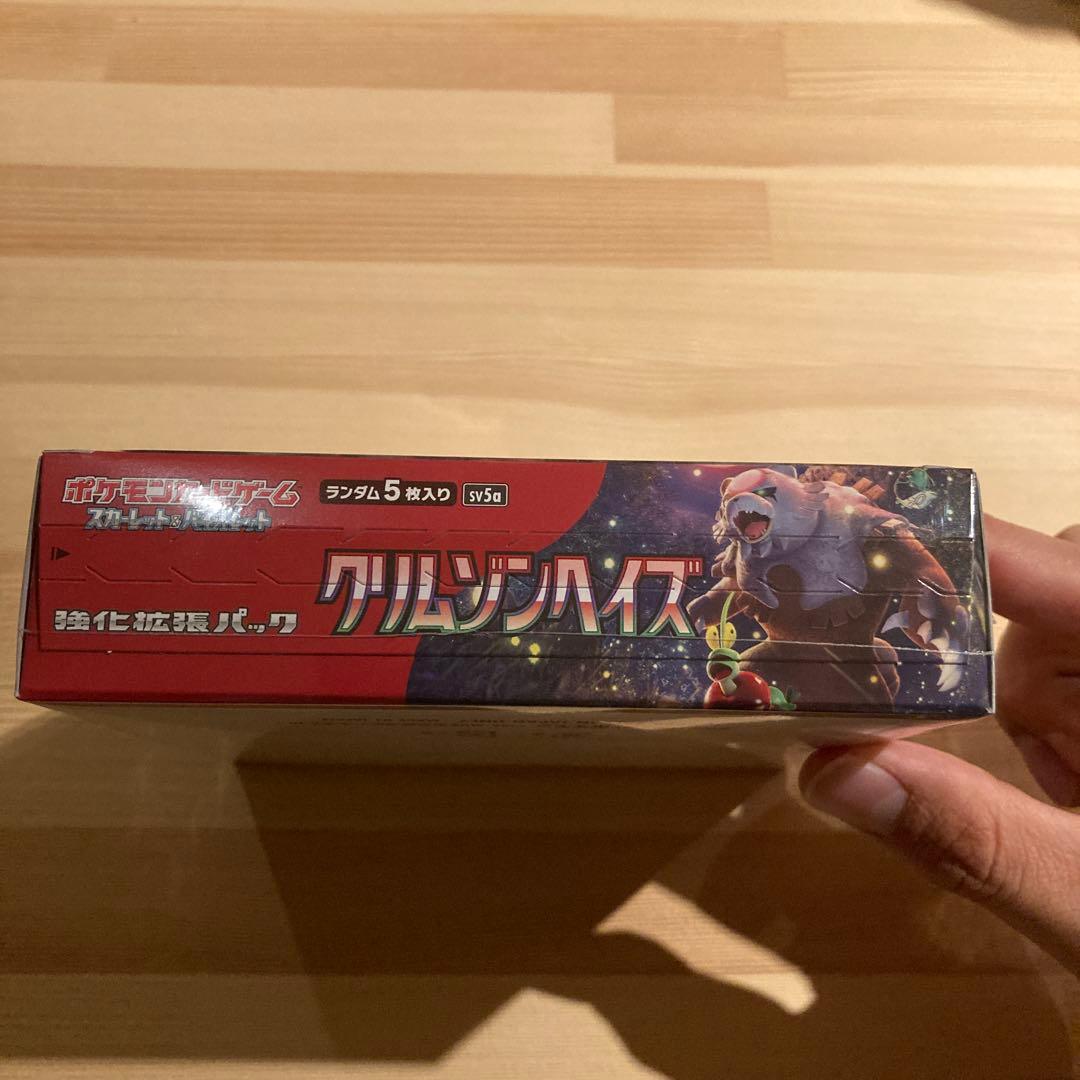 ポケモンカードゲーム
スカーレット&バイオレット
ランダム5枚入り
sv5a
クリムゾンヘイズ
強化拡張パック